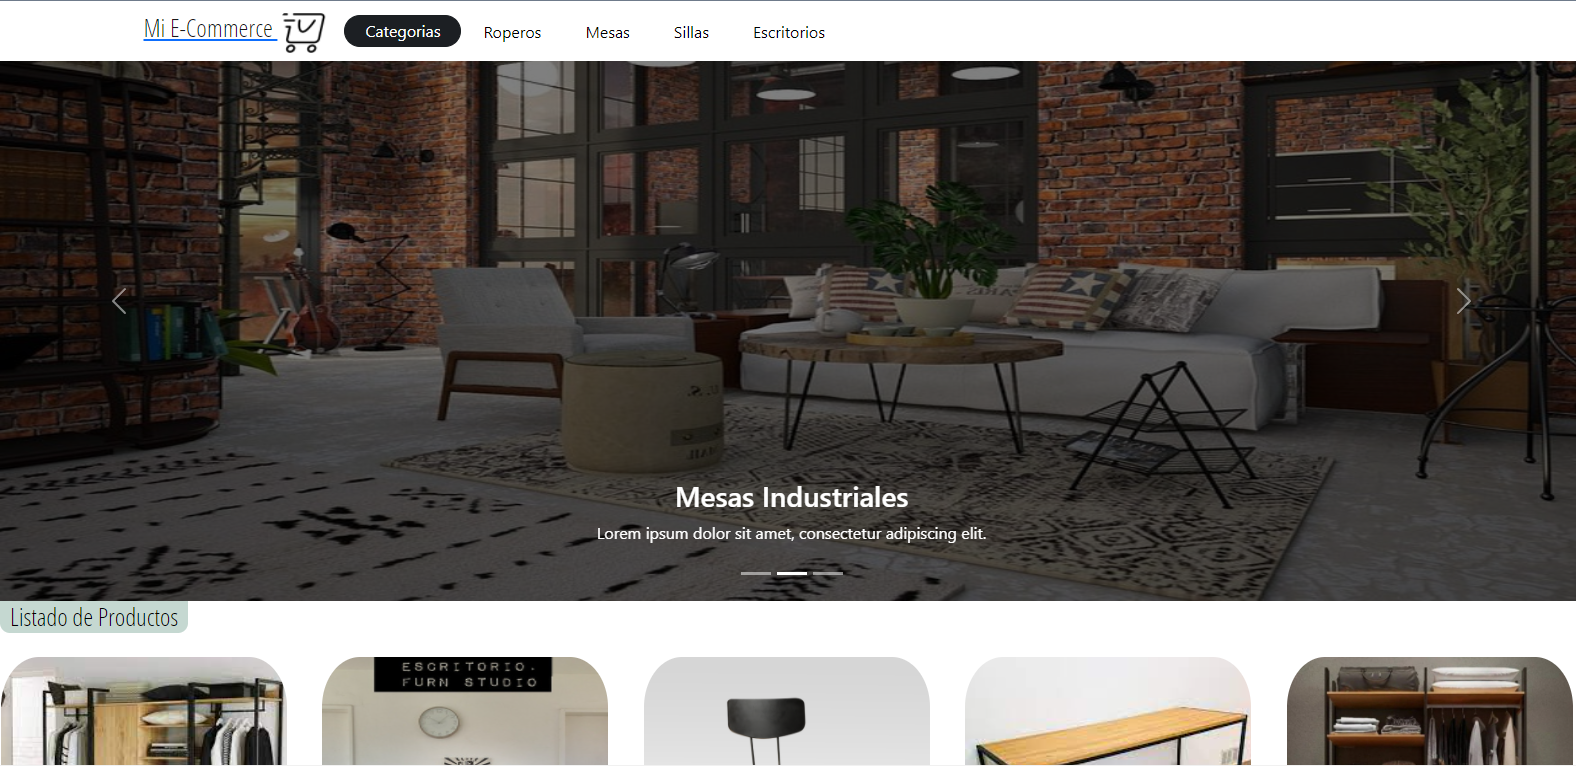 Mi E-Commerce
Categorias
Roperos
Mesas
Sillas
Escritorios
Mesas Industriales
Lorem ipsum dolor sit amet, consectetur adipiscing elit.
Listado de Productos
ESCRITORIO.
FURN STUDIO